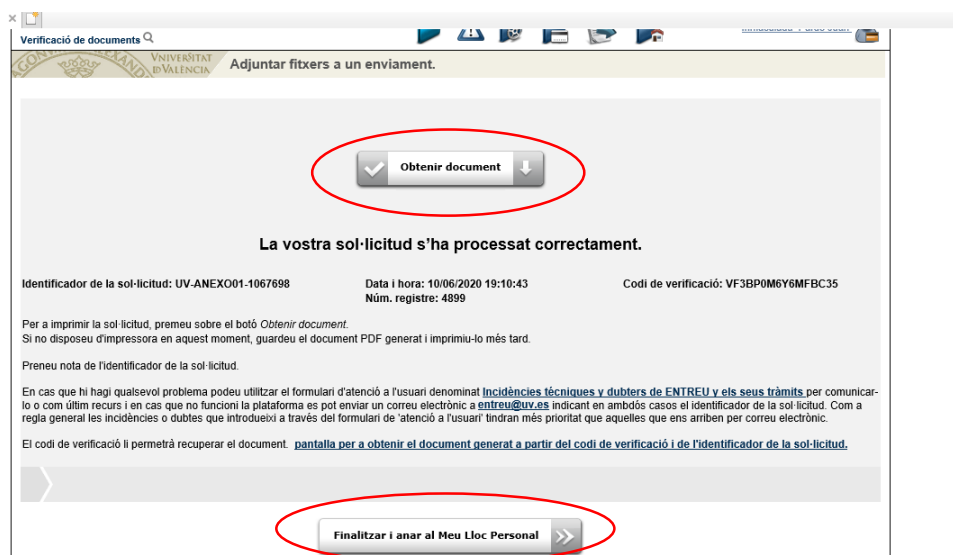 Verificació de documents
VNIVERSITAT
D VALÈNCIA
Adjuntar fitxers a un enviament.
Obtenir document
La vostra sol·licitud s'ha processat correctament.
Identificador de la sol·licitud: UV-ANEXO01-1067698
Data i hora: 10/06/2020 19:10:43
Codi de verificació: VF3BP0M6Y6MFBC35
Núm. registre: 4899
Per a imprimir la sol·licitud, premeu sobre el botó Obtenir document.
Si no disposeu d'impressora en aquest moment, guardeu el document PDF generat i imprimiu-lo més tard.
Preneu nota de l'identificador de la sol·licitud.
En cas que hi hagi qualsevol problema podeu utilitzar el formulari d'atenció a l'usuari denominat Incidències técniques y dubters de ENTREU y els seus tràmits per comunicar-
lo o com últim recurs i en cas que no funcioni la plataforma es pot enviar un correu electrònic a entreu@uv.es indicant en ambdós casos el identificador de la sol·licitud. Com a
regla general les incidències o dubtes que introdueixi a través del formulari de 'atenció a l'usuari' tindran més prioritat que aquelles que ens arriben per correu electrònic.
El codi de verificació li permetrà recuperar el document. pantalla per a obtenir el document generat a partir del codi de verificació i de l'identificador de la sol·licitud.
Finalitzar i anar al Meu Lloc Personal